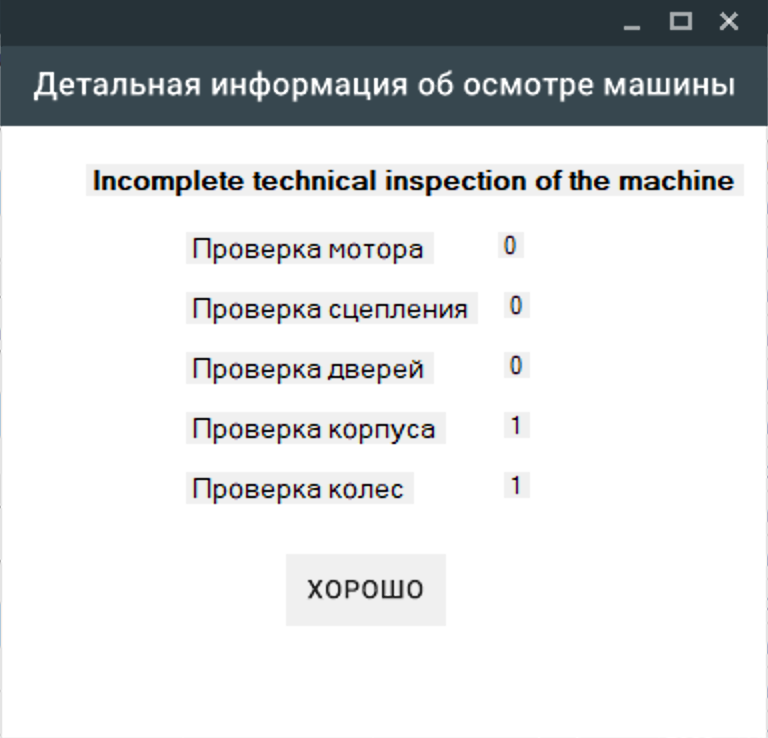 Детальная информация об осмотре машины
Incomplete technical inspection of the machine
Проверка мотора 0
Проверка сцепления 0
Проверка дверей 0
Проверка корпуса 1
Проверка колес 1
ХОРОШО